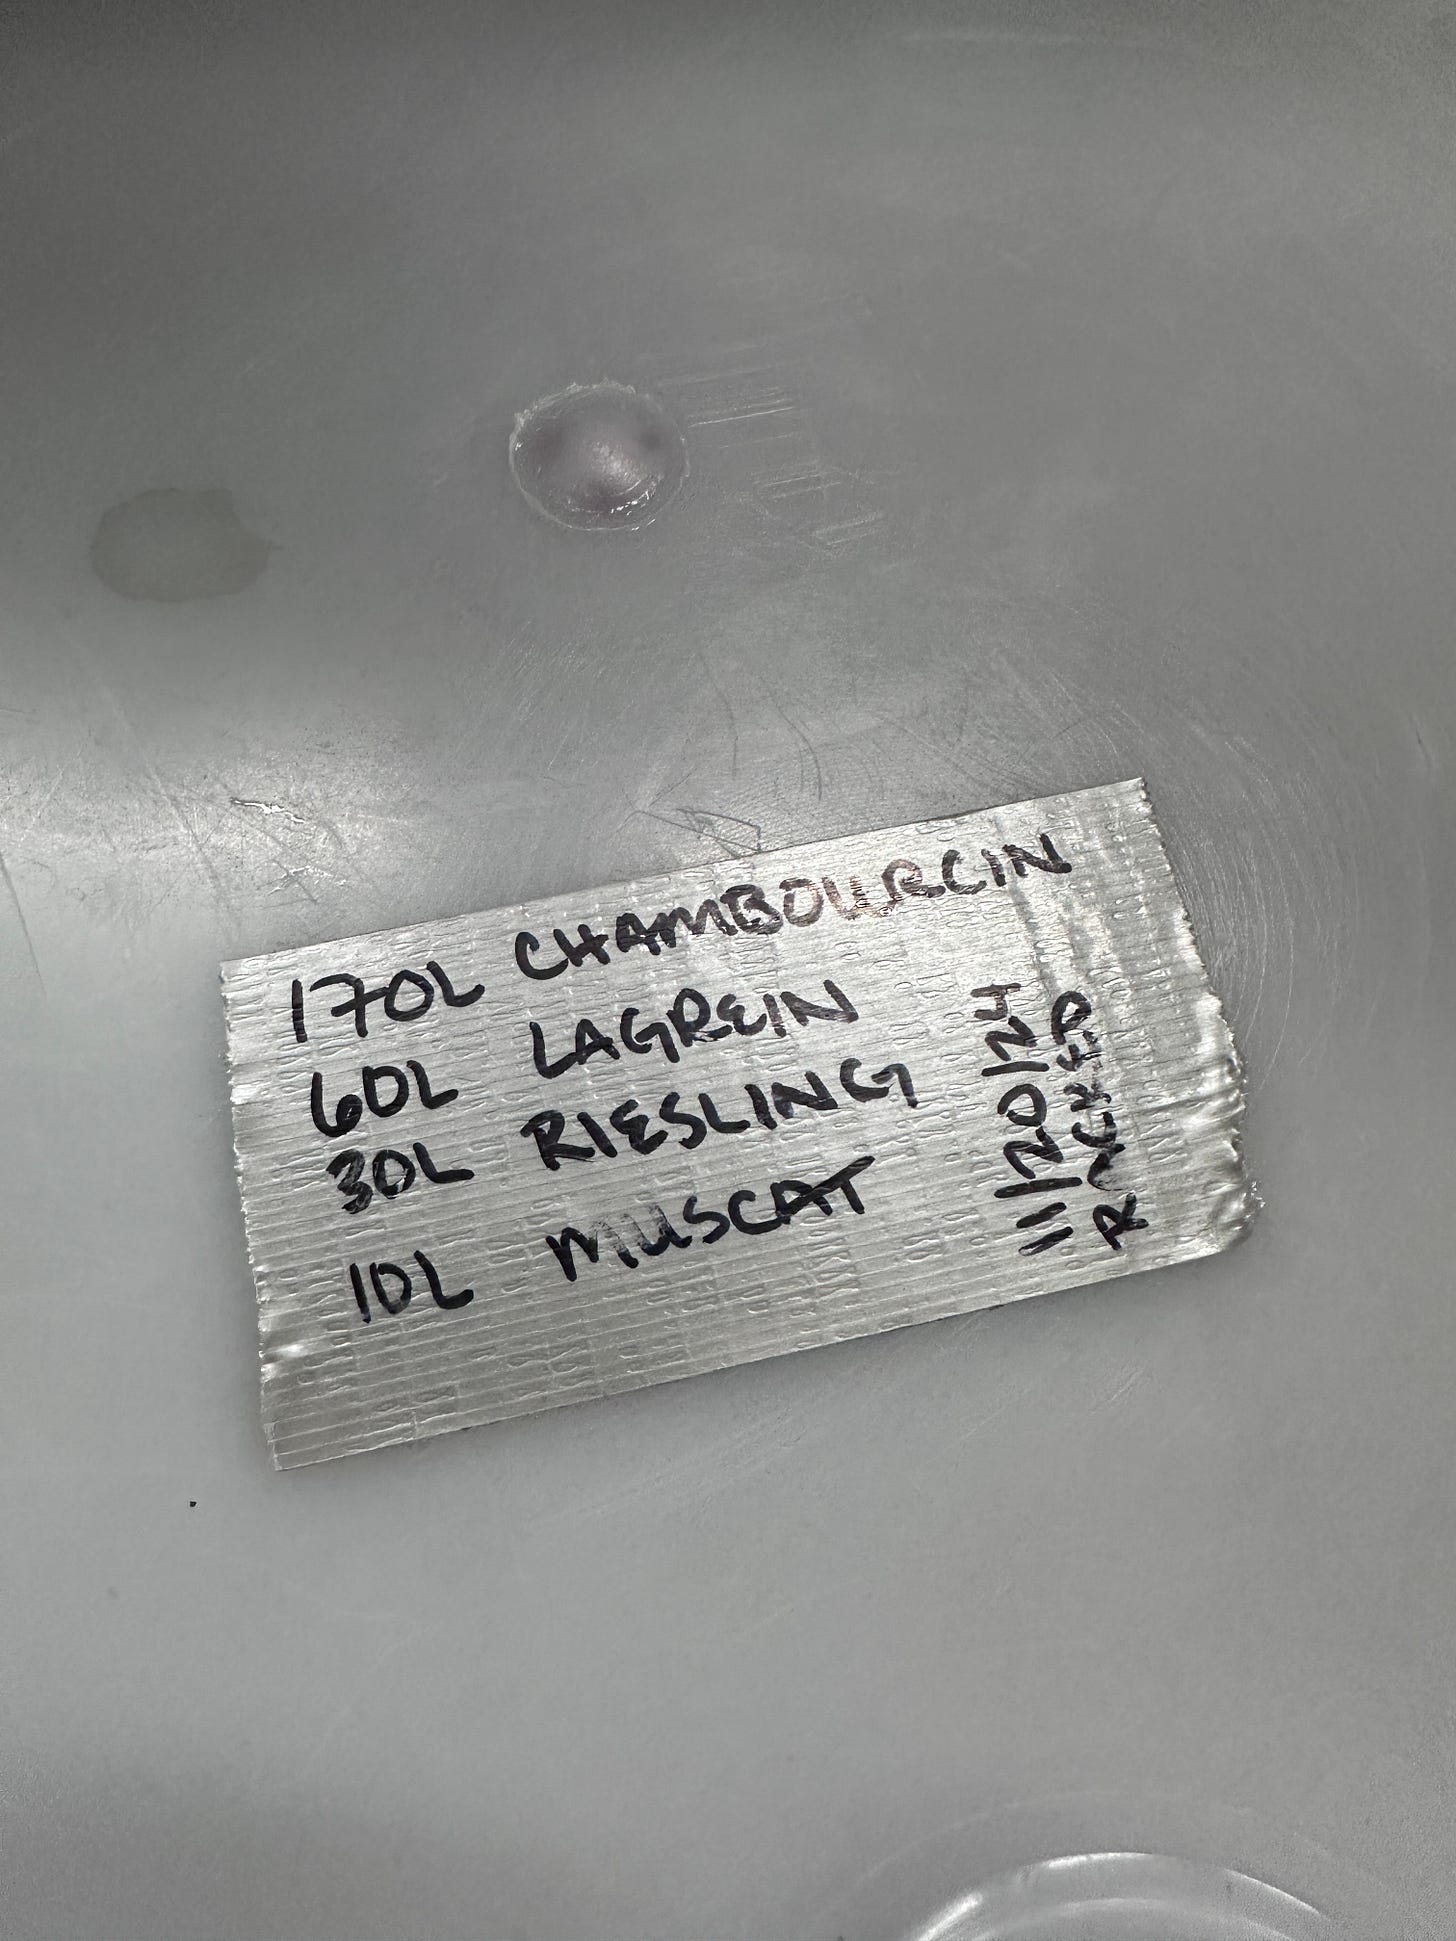 170L CHAMBOURCIN
60L LAGREIN
30L RIESLING
10L MUSCAT
11/20/24
RACKED